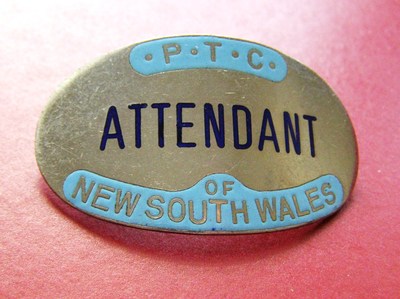 ·P·T·C·
ATTENDANT
OF
NEW SOUTH WALES